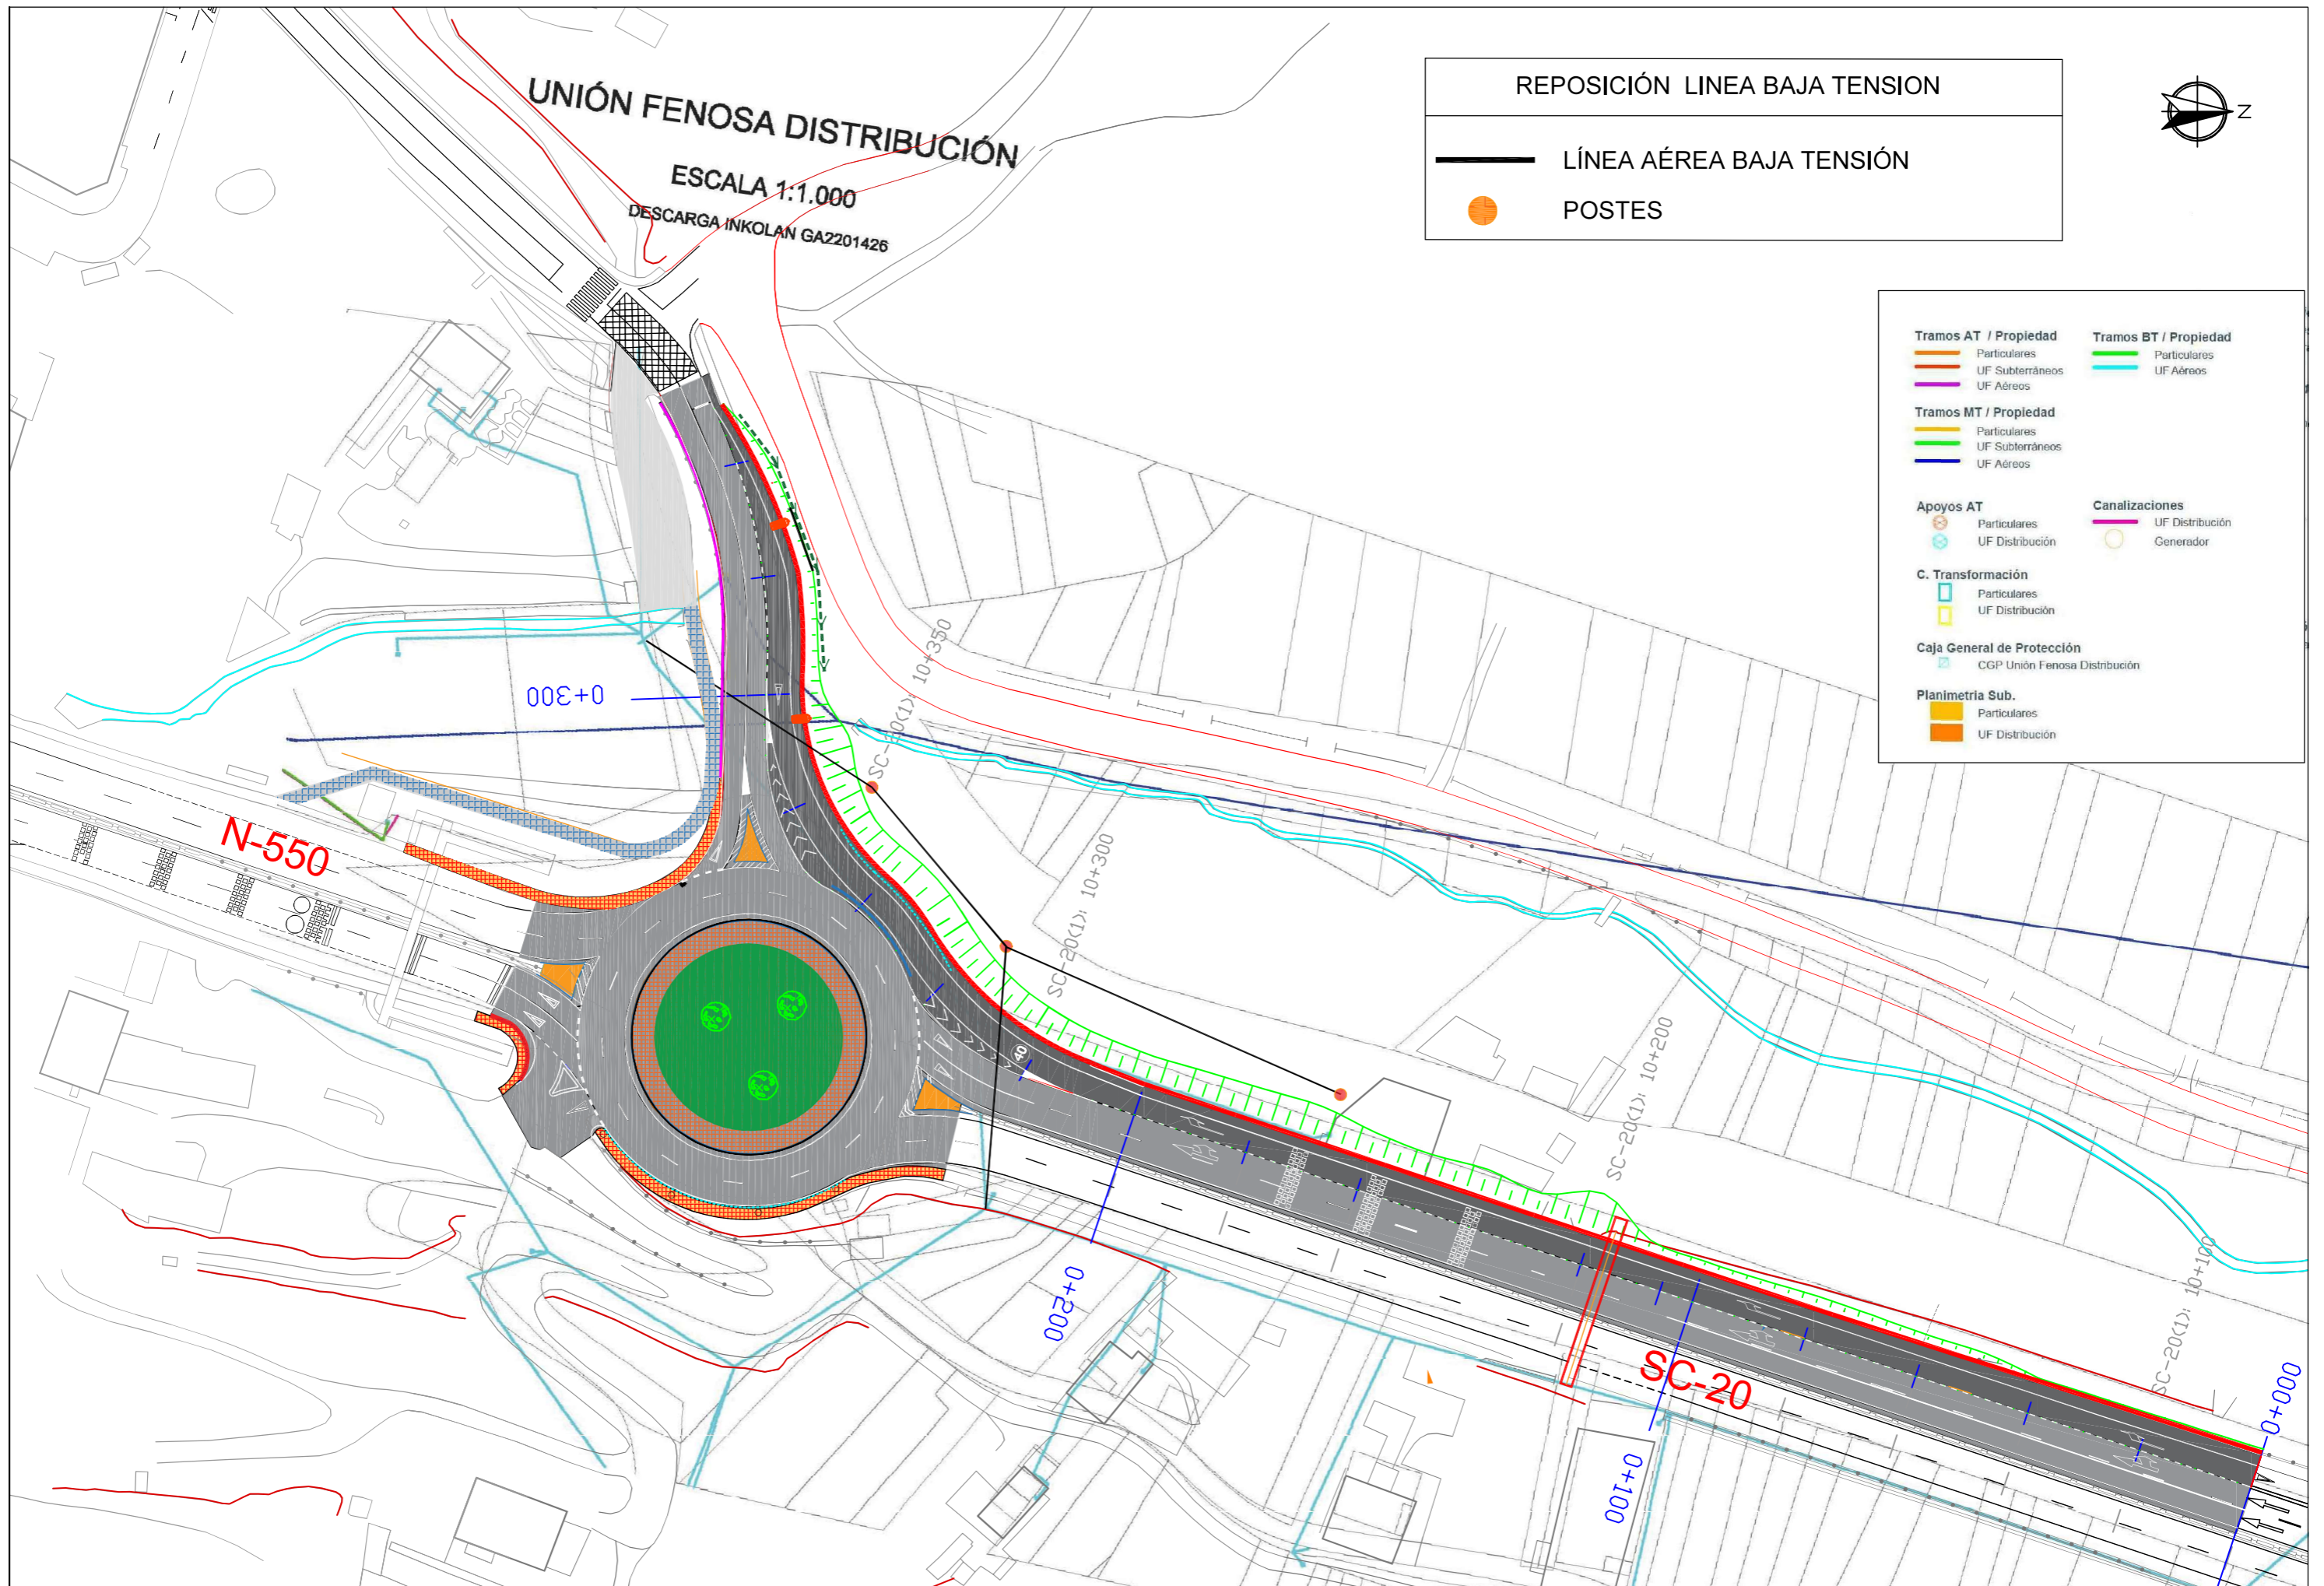 UNIÓN FENOSA DISTRIBUCIÓN
ESCALA 1:1.000
DESCARGA INKOLAN GA2201426
REPOSICIÓN LINEA BAJA TENSION
LÍNEA AÉREA BAJA TENSIÓN
POSTES
N
Tramos AT / Propiedad
Particulares
UF Subterráneos
UF Aéreos
Tramos BT / Propiedad
Particulares
UF Aéreos
Tramos MT / Propiedad
Particulares
UF Subterráneos
UF Aéreos
Apoyos AT
Particulares
UF Distribución
Canalizaciones
UF Distribución
Generador
C. Transformación
Particulares
UF Distribución
Caja General de Protección
CGP Unión Fenosa Distribución
Planimetria Sub.
Particulares
UF Distribución
0+300
N-550
SC-20(1): 10+350
SC-20(1): 10+300
SC-20(1): 10+200
SC-20(1): 10+100
40
0+200
SC-20
0+100
0+000